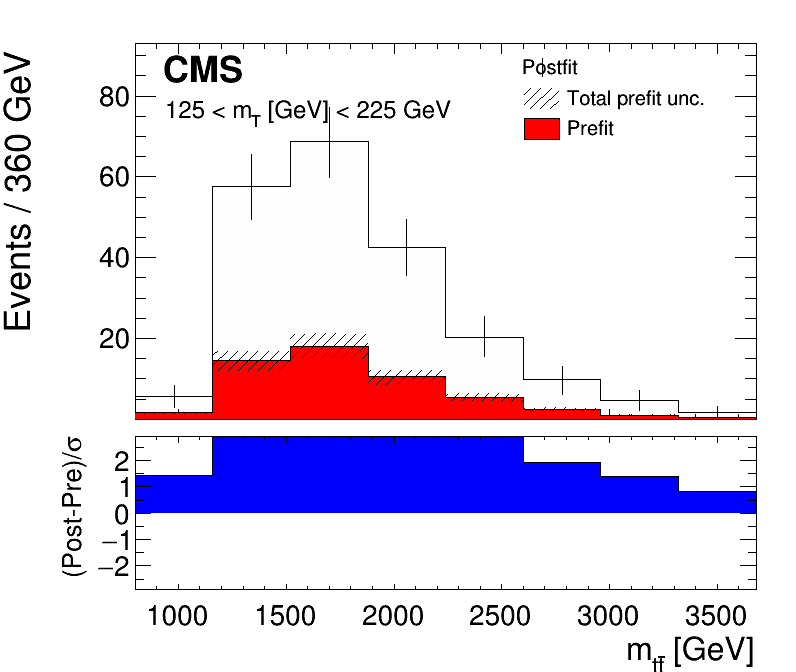 CMS
125 < m_T [GeV] < 225 GeV
Postfit
Total prefit unc.
Prefit
Events / 360 GeV
80
60
40
20
(Post-Pre)/σ
2
1
0
−1
−2
1000 1500 2000 2500 3000 3500
m_tt̄ [GeV]